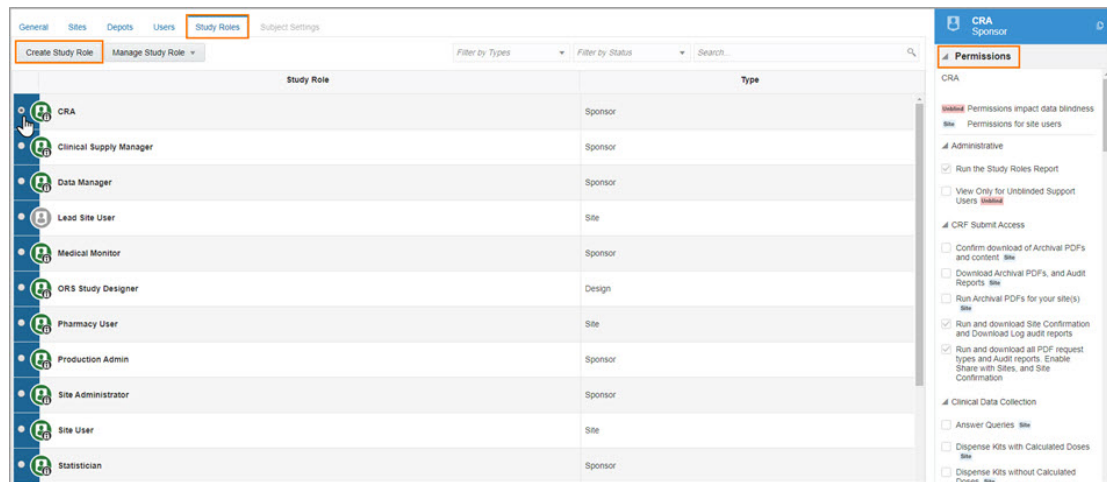 General Sites Depots Users Study Roles Subject Settings
Create Study Role Manage Study Role Filter by Types Filter by Status Search...
Study Role Type
CRA Sponsor
Clinical Supply Manager Sponsor
Data Manager Sponsor
Lead Site User Site
Medical Monitor Sponsor
ORS Study Designer Design
Pharmacy User Site
Production Admin Sponsor
Site Administrator Sponsor
Site User Site
Statistician Sponsor
CRA
Sponsor
Permissions
CRA
Unblind Permissions impact data blindness
Site Permissions for site users
Administrative
Run the Study Roles Report
View Only for Unblinded Support
Users Unblind
CRF Submit Access
Confirm download of Archival PDFs
and content Site
Download Archival PDFs, and Audit
Reports Site
Run Archival PDFs for your site(s)
Site
Run and download Site Confirmation
and Download Log audit reports
Run and download all PDF request
types and Audit reports. Enable
Share with Sites, and Site
Confirmation
Clinical Data Collection
Answer Queries Site
Dispense Kits with Calculated Doses
Site
Dispense Kits without Calculated
Doses Site